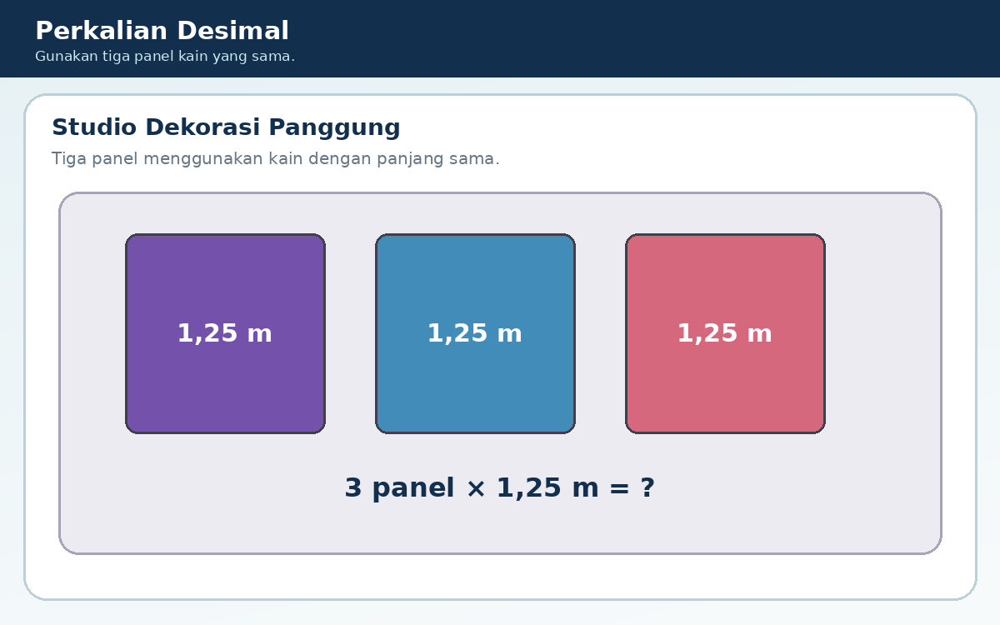 Perkalian Desimal
Gunakan tiga panel kain yang sama.
Studio Dekorasi Panggung
Tiga panel menggunakan kain dengan panjang sama.
1,25 m
1,25 m
1,25 m
3 panel × 1,25 m = ?